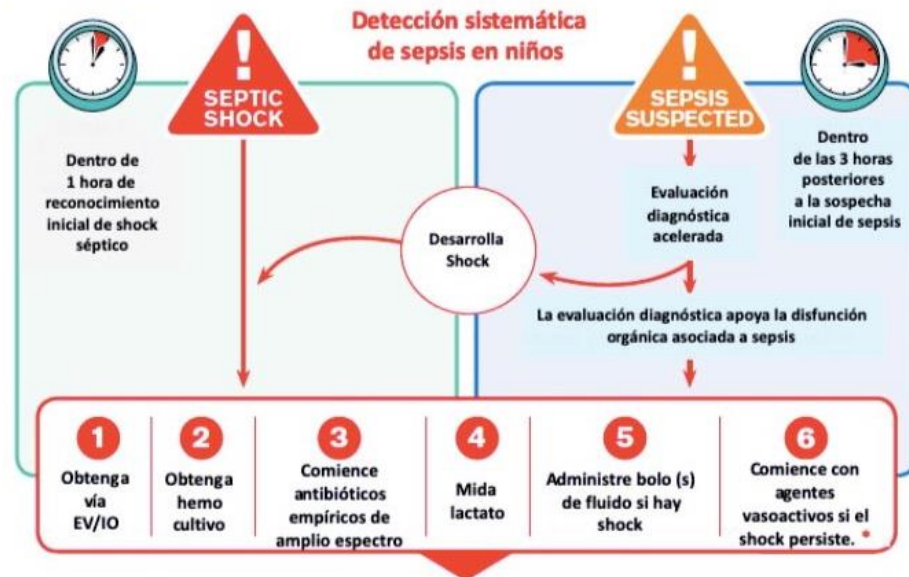 Detección sistemática
de sepsis en niños
!
SEPTIC
SHOCK
!
SEPSIS
SUSPECTED
Dentro de
1 hora de
reconocimiento
inicial de shock
séptico
Desarrolla
Shock
Evaluación
diagnóstica
acelerada
Dentro
de las 3 horas
posteriores
a la sospecha
inicial de sepsis
La evaluación diagnóstica apoya la disfunción
orgánica asociada a sepsis
1
Obtenga
vía
EV/IO
2
Obtenga
hemo
cultivo
3
Comience
antibióticos
empíricos de
amplio espectro
4
Mida
lactato
5
Administre bolo (s)
de fluido si hay
shock
6
Comience con
agentes
vasoactivos si el
shock persiste. *